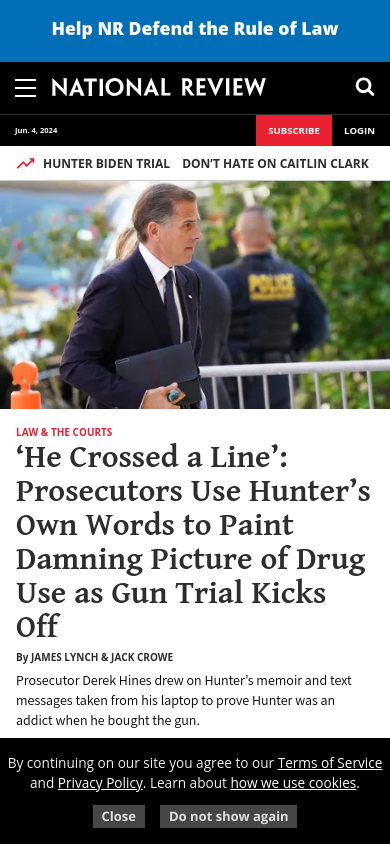 Help NR Defend the Rule of Law
NATIONAL REVIEW
Jun. 4, 2024
SUBSCRIBE
LOGIN
HUNTER BIDEN TRIAL
DON’T HATE ON CAITLIN CLARK
POLICE
LAW & THE COURTS
‘He Crossed a Line’:
Prosecutors Use Hunter’s
Own Words to Paint
Damning Picture of Drug
Use as Gun Trial Kicks
Off
By JAMES LYNCH & JACK CROWE
Prosecutor Derek Hines drew on Hunter’s memoir and text
messages taken from his laptop to prove Hunter was an
addict when he bought the gun.
By continuing on our site you agree to our Terms of Service
and Privacy Policy. Learn about how we use cookies.
Close
Do not show again